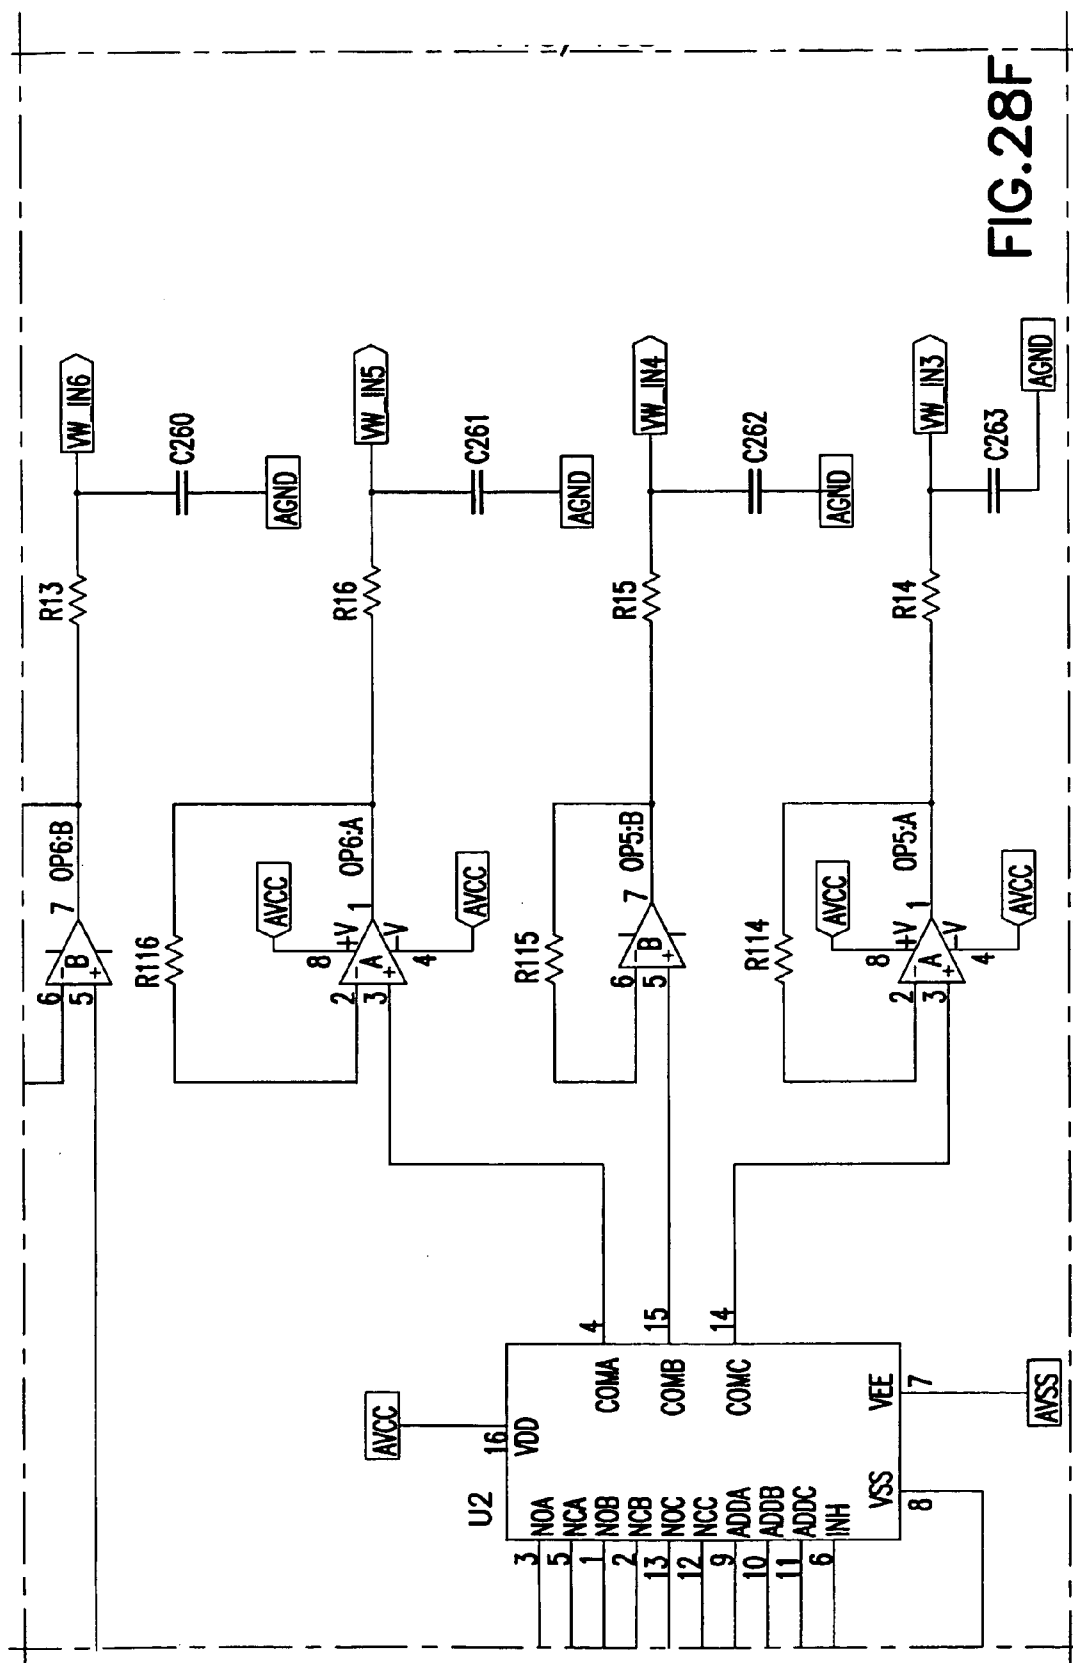 FIG.28F
VW_IN6
C260
AGND
R13
OP6:B
7
B
-
+
6
5
VW_IN5
C261
AGND
R16
R116
OP6:A
AVCC
AVCC
1
+V
-V
8
4
A
-
+
2
3
VW_IN4
C262
AGND
R15
R115
OP5:B
7
B
-
+
6
5
VW_IN3
C263
AGND
R14
R114
OP5:A
AVCC
AVCC
1
+V
-V
8
4
A
-
+
2
3
U2
AVCC
16
VDD
3 NOA
5 NCA
1 NOB
2 NCB
13 NOC
12 NCC
9 ADDA
10 ADDB
11 ADDC
6 INH
COMA 4
COMB 15
COMC 14
VSS
8
VEE
7
AVSS